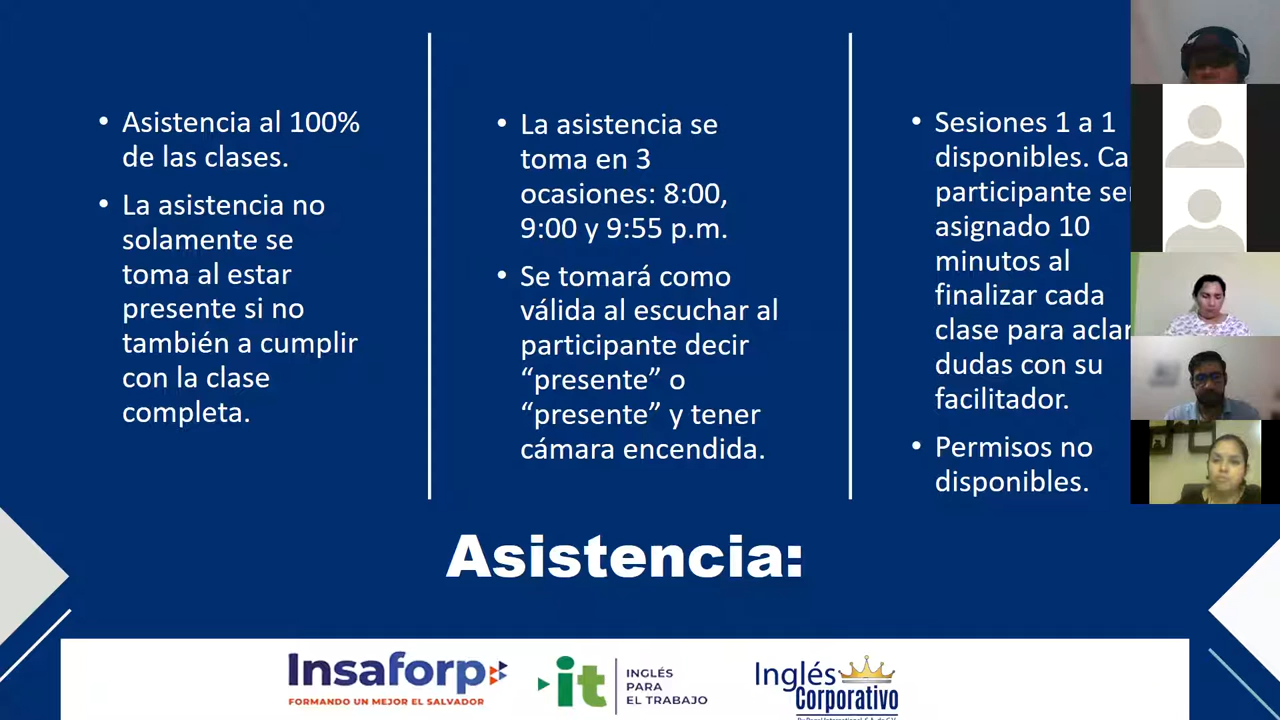 • Asistencia al 100%
de las clases.
• La asistencia no
solamente se
toma al estar
presente si no
también a cumplir
con la clase
completa.
• La asistencia se
toma en 3
ocasiones: 8:00,
9:00 y 9:55 p.m.
• Se tomará como
válida al escuchar al
participante decir
“presente” o
“presente” y tener
cámara encendida.
• Sesiones 1 a 1
disponibles. Ca
participante se
asignado 10
minutos al
finalizar cada
clase para aclar
dudas con su
facilitador.
• Permisos no
disponibles.
Asistencia:
Insaforp
FORMANDO UN MEJOR EL SALVADOR
it
INGLÉS
PARA
EL TRABAJO
Inglés
Corporativo